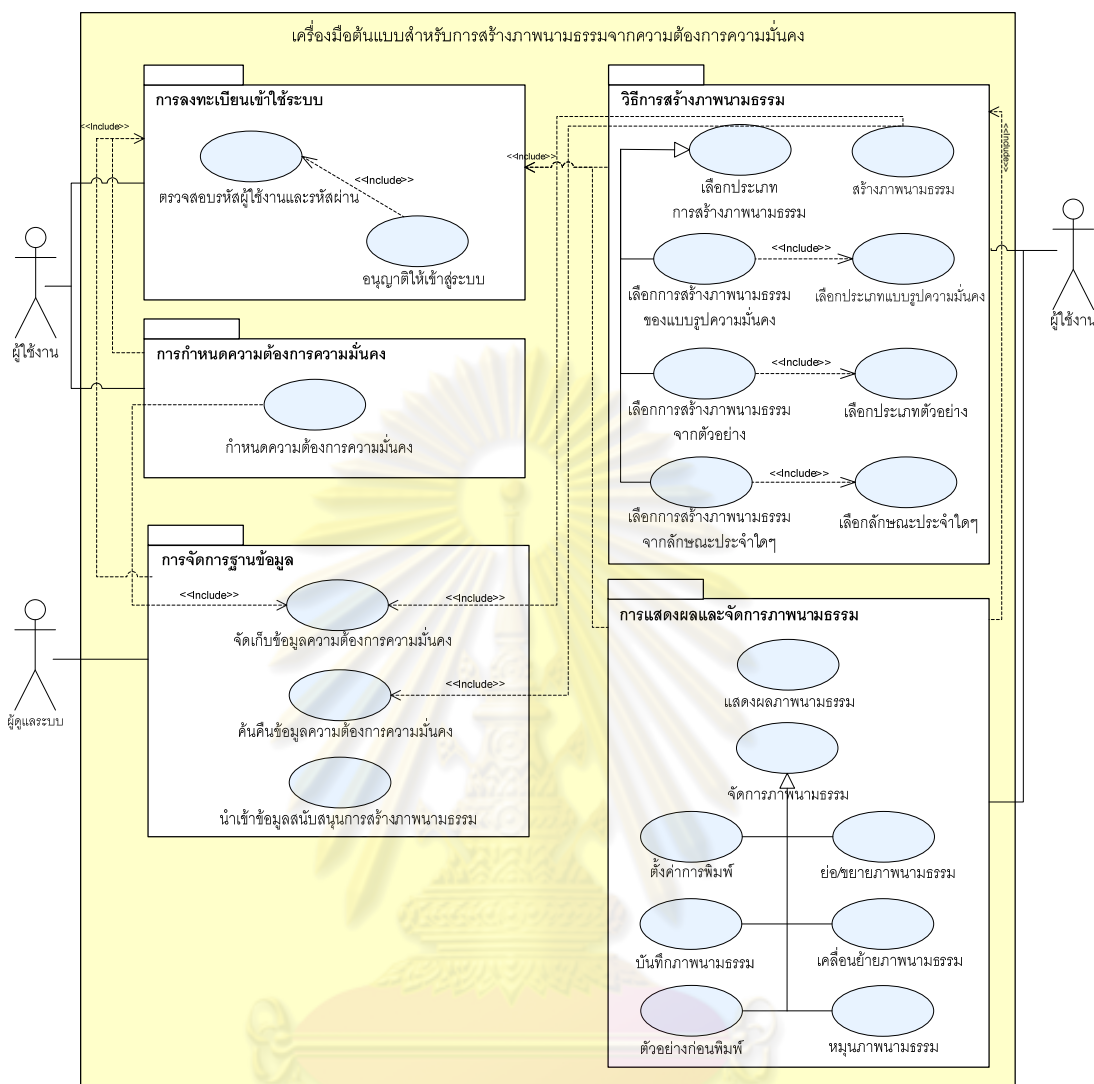 เครื่องมือต้นแบบสำหรับการสร้างภาพนามธรรมจากความต้องการความมั่นคง
การลงทะเบียนเข้าใช้ระบบ
<<Include>>
ตรวจสอบรหัสผู้ใช้งานและรหัสผ่าน
<<Include>>
อนุญาติให้เข้าสู่ระบบ
ผู้ใช้งาน
การกำหนดความต้องการความมั่นคง
กำหนดความต้องการความมั่นคง
การจัดการฐานข้อมูล
<<Include>>
<<Include>>
จัดเก็บข้อมูลความต้องการความมั่นคง
<<Include>>
ค้นคืนข้อมูลความต้องการความมั่นคง
นำเข้าข้อมูลสนับสนุนการสร้างภาพนามธรรม
ผู้ดูแลระบบ
วิธีการสร้างภาพนามธรรม
<<Include>>
<<Include>>
เลือกประเภท
การสร้างภาพนามธรรม
สร้างภาพนามธรรม
<<Include>>
เลือกการสร้างภาพนามธรรม
ของแบบรูปความมั่นคง
เลือกประเภทแบบรูปความมั่นคง
<<Include>>
เลือกการสร้างภาพนามธรรม
จากตัวอย่าง
เลือกประเภทตัวอย่าง
<<Include>>
เลือกการสร้างภาพนามธรรม
จากลักษณะประจำใดๆ
เลือกลักษณะประจำใดๆ
ผู้ใช้งาน
การแสดงผลและจัดการภาพนามธรรม
แสดงผลภาพนามธรรม
จัดการภาพนามธรรม
ตั้งค่าการพิมพ์
ย่อ/ขยายภาพนามธรรม
บันทึกภาพนามธรรม
เคลื่อนย้ายภาพนามธรรม
ตัวอย่างก่อนพิมพ์
หมุนภาพนามธรรม